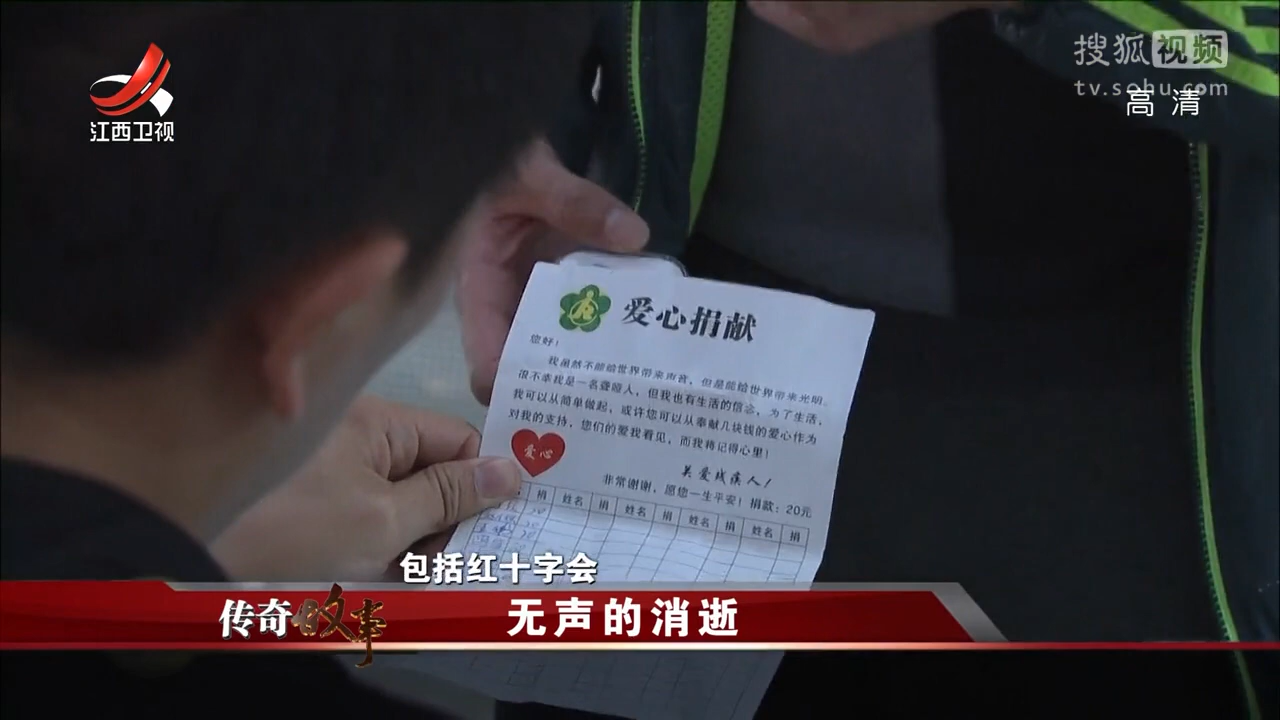 江西卫视
搜狐视频
tv.sohu.com
高清
爱心捐献
您好：
我虽然不能给世界带来声音，但是能给世界带来光明。
很不幸我是一名聋哑人，但我也有生活的信念，为了生活，
我可以从简单做起，或许您可以从奉献几块钱的爱心作为
对我的支持，您们的爱我看见，而我将记得心里！
爱心
关爱残疾人！
非常谢谢，愿您一生平安！捐款：20元
捐 姓名 捐 姓名 捐 姓名 捐 姓名 捐
包括红十字会
传奇故事
无声的消逝